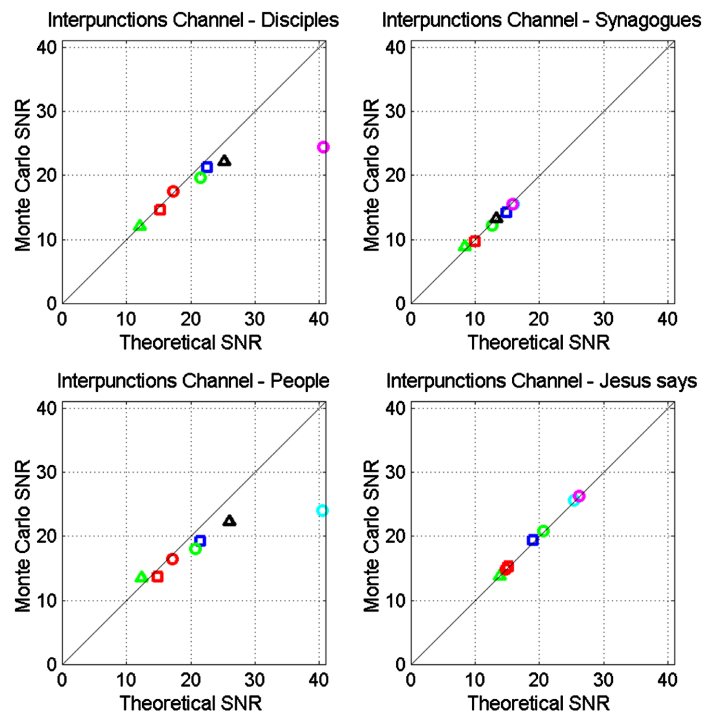 Interpunctions Channel - Disciples
Monte Carlo SNR
40
30
20
10
0
0 10 20 30 40
Theoretical SNR
Interpunctions Channel - Synagogues
Monte Carlo SNR
40
30
20
10
0
0 10 20 30 40
Theoretical SNR
Interpunctions Channel - People
Monte Carlo SNR
40
30
20
10
0
0 10 20 30 40
Theoretical SNR
Interpunctions Channel - Jesus says
Monte Carlo SNR
40
30
20
10
0
0 10 20 30 40
Theoretical SNR